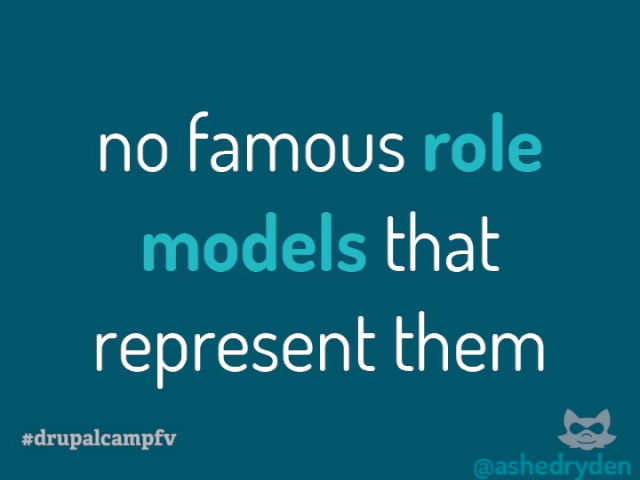 no famous role
models that
represent them
#drupalcampfv
@ashedryden